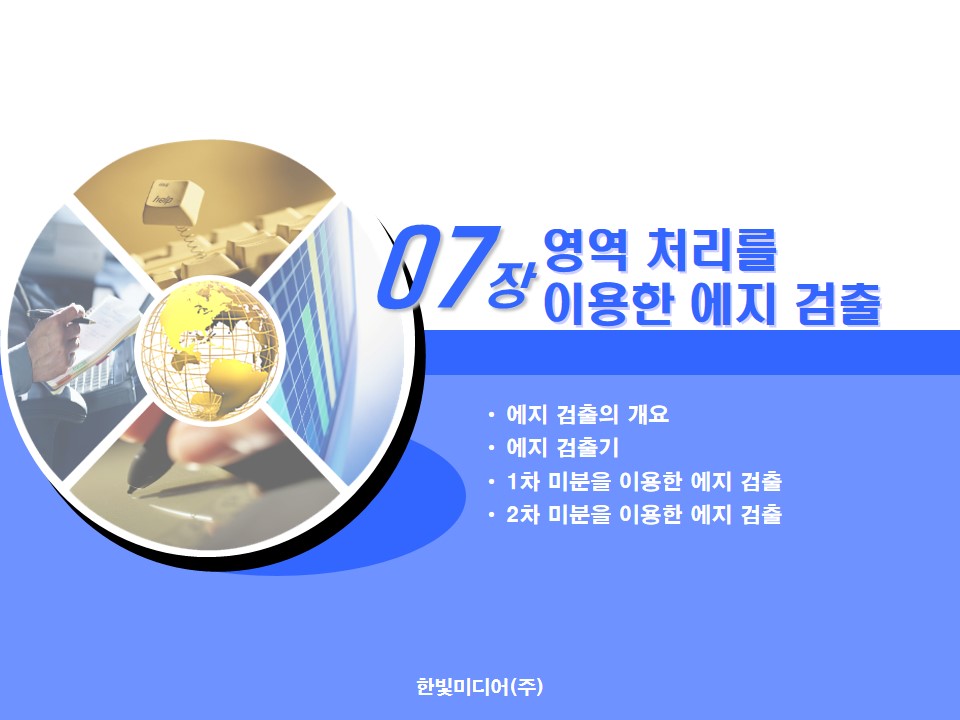 help
07장 영역 처리를
이용한 에지 검출
• 에지 검출의 개요
• 에지 검출기
• 1차 미분을 이용한 에지 검출
• 2차 미분을 이용한 에지 검출
한빛미디어(주)